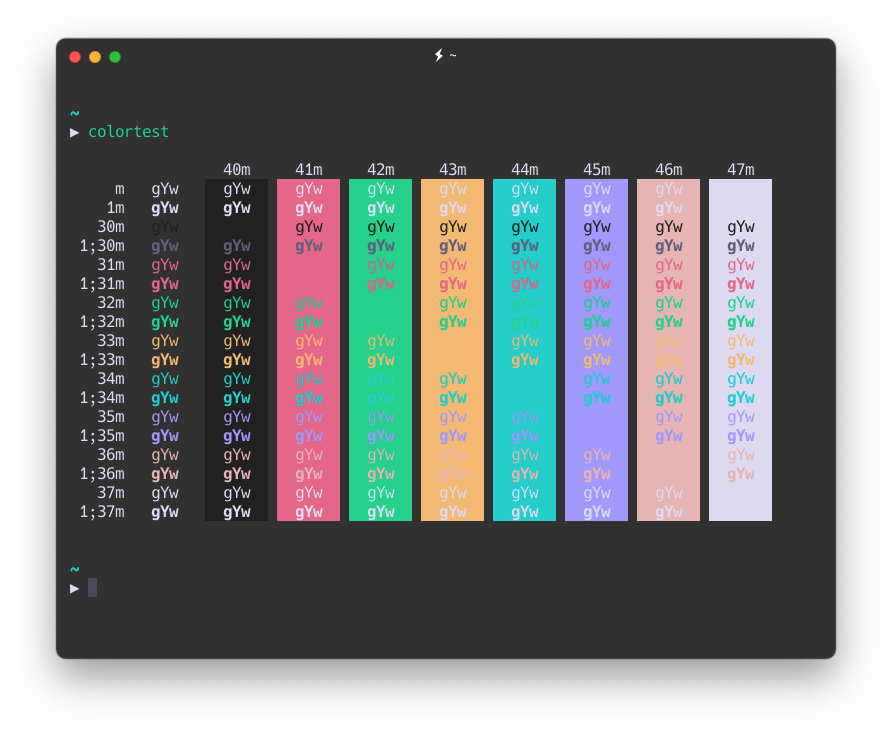 ~
~
▶ colortest
40m 41m 42m 43m 44m 45m 46m 47m
m gYw gYw gYw gYw gYw gYw gYw gYw
1m gYw gYw gYw gYw gYw gYw gYw gYw
30m gYw gYw gYw gYw gYw gYw gYw gYw
1;30m gYw gYw gYw gYw gYw gYw gYw gYw gYw
31m gYw gYw gYw gYw gYw gYw gYw gYw
1;31m gYw gYw gYw gYw gYw gYw gYw gYw
32m gYw gYw gYw gYw gYw gYw gYw gYw
1;32m gYw gYw gYw gYw gYw gYw gYw gYw
33m gYw gYw gYw gYw gYw gYw gYw gYw
1;33m gYw gYw gYw gYw gYw gYw gYw gYw
34m gYw gYw gYw gYw gYw gYw gYw gYw
1;34m gYw gYw gYw gYw gYw gYw gYw gYw
35m gYw gYw gYw gYw gYw gYw gYw gYw
1;35m gYw gYw gYw gYw gYw gYw gYw gYw
36m gYw gYw gYw gYw gYw gYw gYw gYw
1;36m gYw gYw gYw gYw gYw gYw gYw gYw
37m gYw gYw gYw gYw gYw gYw gYw gYw
1;37m gYw gYw gYw gYw gYw gYw gYw gYw
~
▶